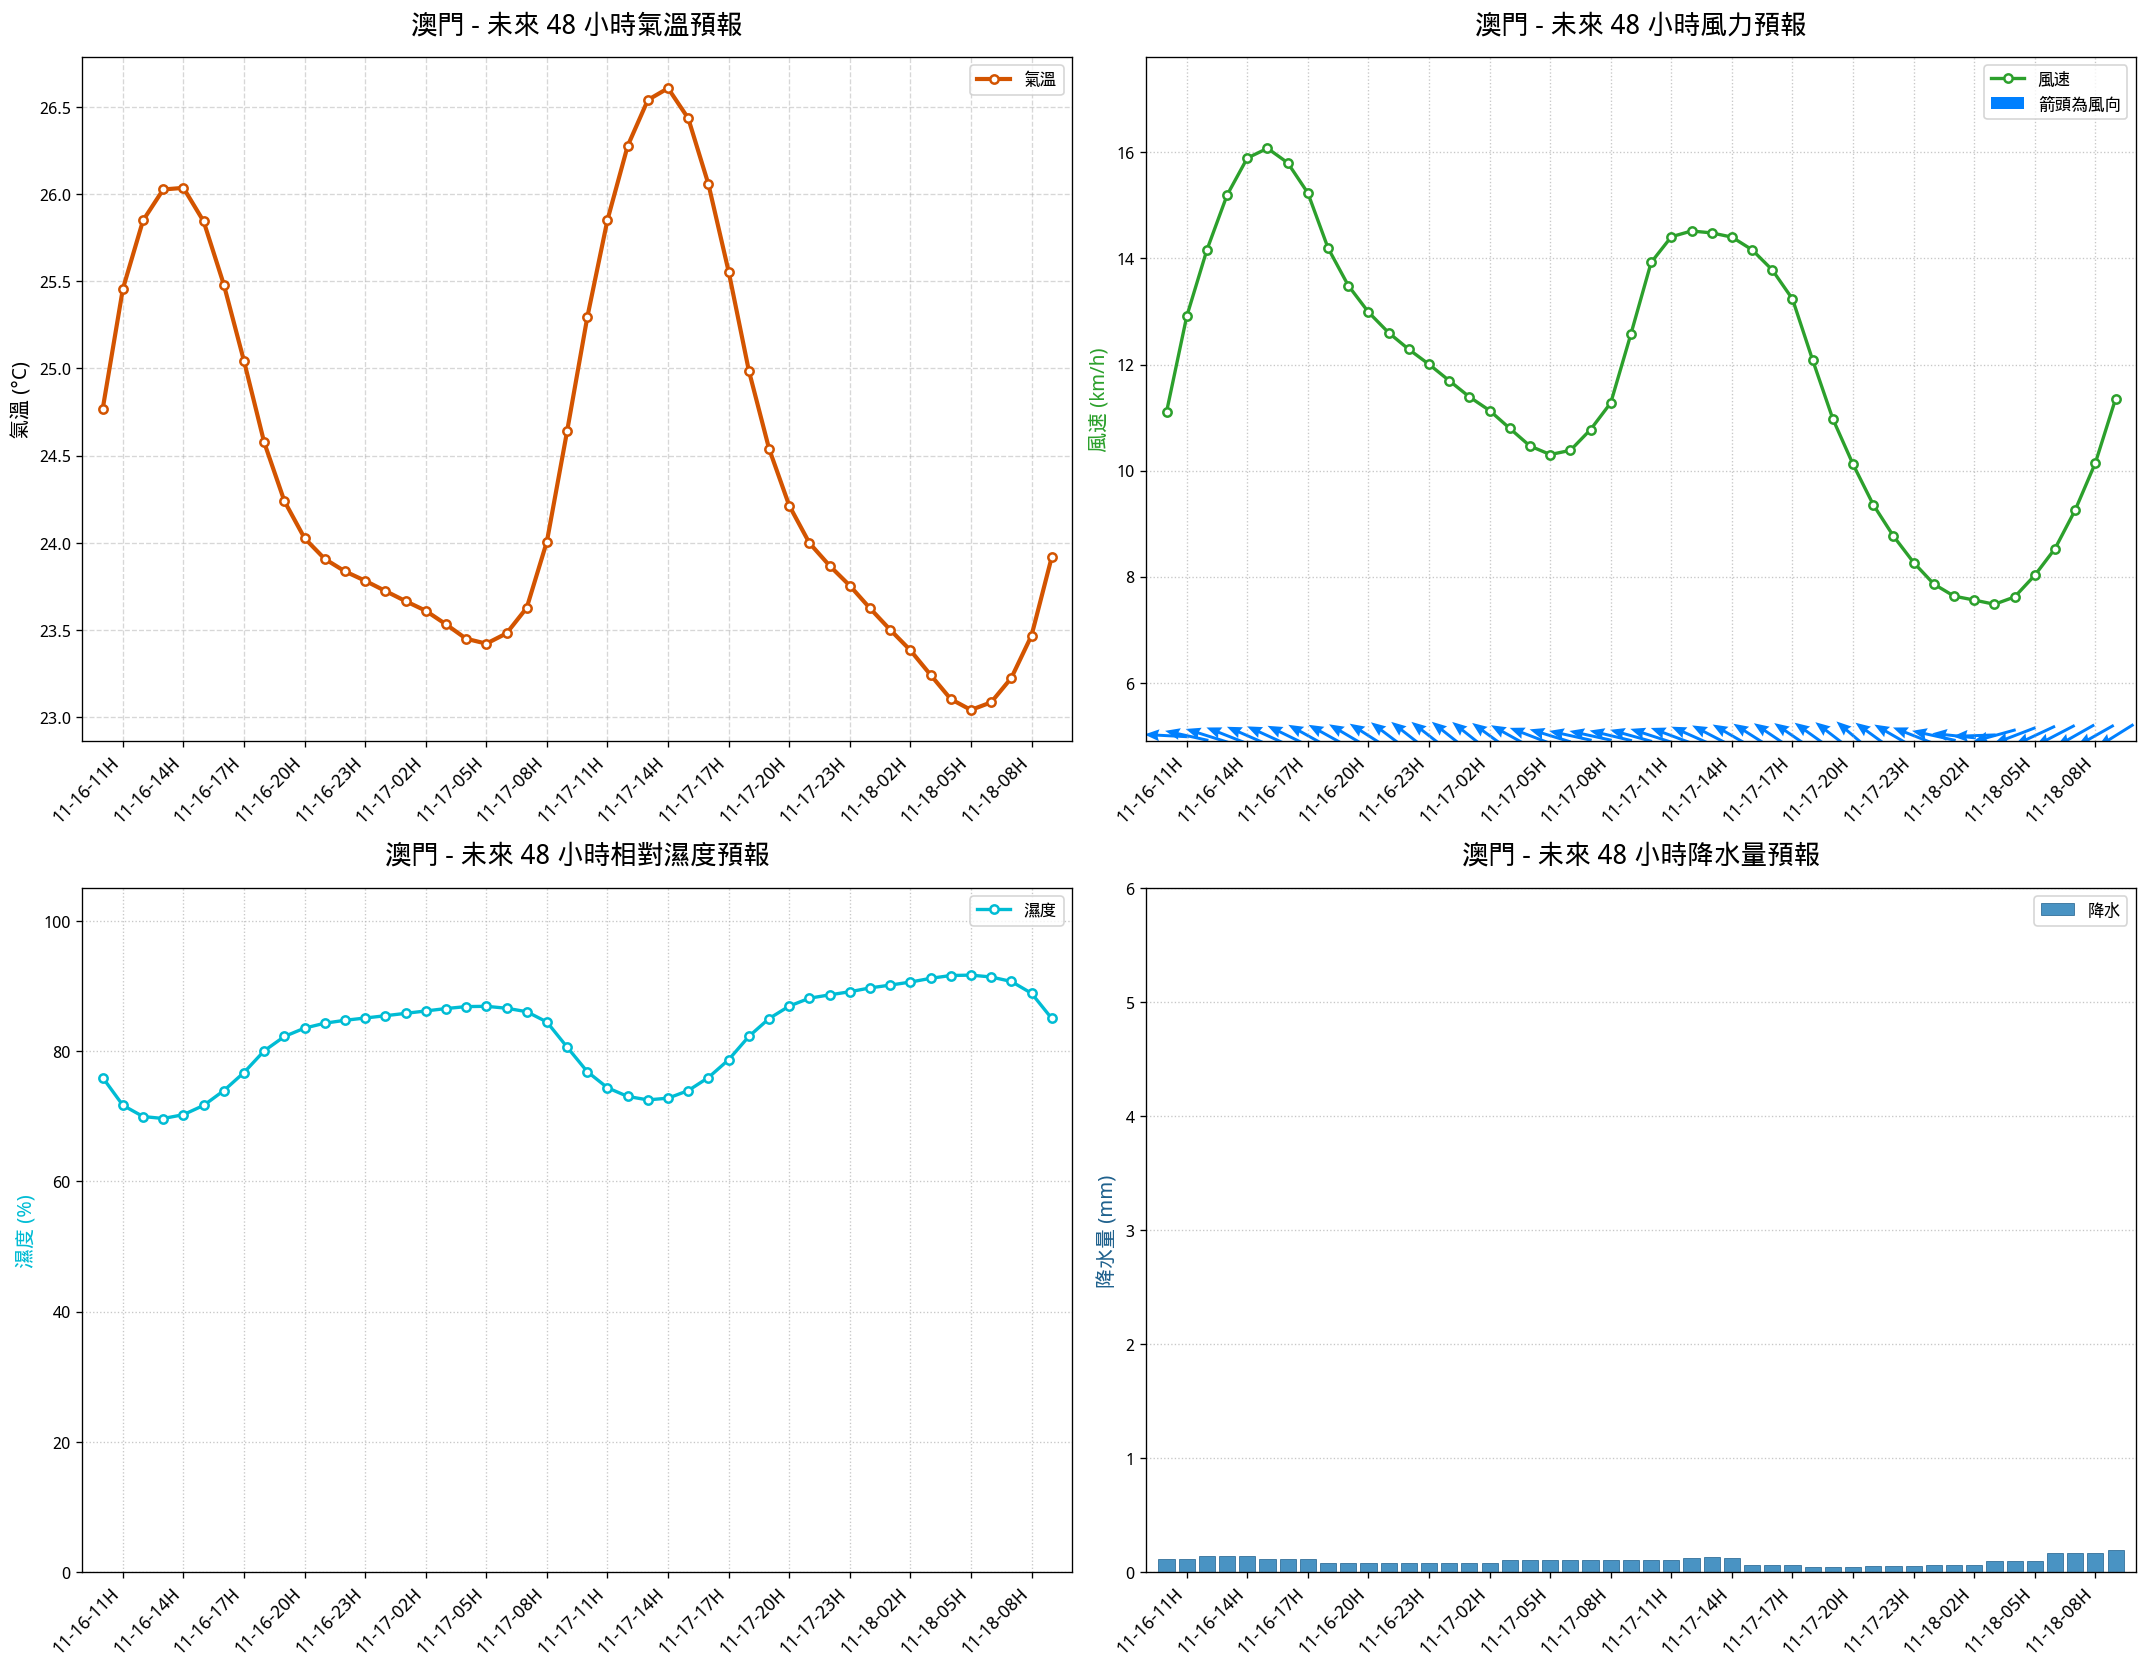 澳門 - 未來 48 小時氣溫預報
氣溫
26.5
26.0
25.5
25.0
24.5
24.0
23.5
23.0
氣溫 (°C)
11-16-11H
11-16-14H
11-16-17H
11-16-20H
11-16-23H
11-17-02H
11-17-05H
11-17-08H
11-17-11H
11-17-14H
11-17-17H
11-17-20H
11-17-23H
11-18-02H
11-18-05H
11-18-08H
澳門 - 未來 48 小時風力預報
風速
箭頭為風向
16
14
12
10
8
6
風速 (km/h)
11-16-11H
11-16-14H
11-16-17H
11-16-20H
11-16-23H
11-17-02H
11-17-05H
11-17-08H
11-17-11H
11-17-14H
11-17-17H
11-17-20H
11-17-23H
11-18-02H
11-18-05H
11-18-08H
澳門 - 未來 48 小時相對濕度預報
濕度
100
80
60
40
20
0
濕度 (%)
11-16-11H
11-16-14H
11-16-17H
11-16-20H
11-16-23H
11-17-02H
11-17-05H
11-17-08H
11-17-11H
11-17-14H
11-17-17H
11-17-20H
11-17-23H
11-18-02H
11-18-05H
11-18-08H
澳門 - 未來 48 小時降水量預報
降水
6
5
4
3
2
1
0
降水量 (mm)
11-16-11H
11-16-14H
11-16-17H
11-16-20H
11-16-23H
11-17-02H
11-17-05H
11-17-08H
11-17-11H
11-17-14H
11-17-17H
11-17-20H
11-17-23H
11-18-02H
11-18-05H
11-18-08H